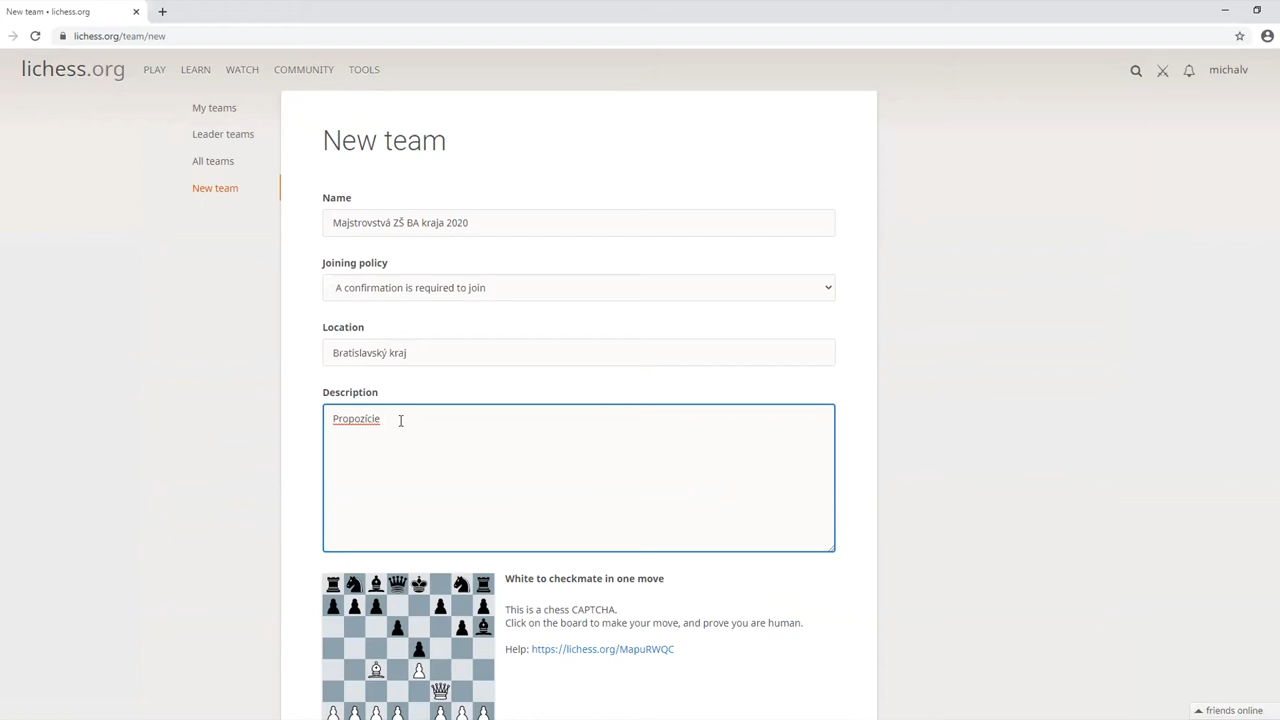 New team • lichess.org
lichess.org/team/new
lichess.org PLAY LEARN WATCH COMMUNITY TOOLS michalv
My teams
Leader teams
All teams
New team
New team
Name
Majstrovstvá ZŠ BA kraja 2020
Joining policy
A confirmation is required to join
Location
Bratislavský kraj
Description
Propozície
White to checkmate in one move
This is a chess CAPTCHA.
Click on the board to make your move, and prove you are human.
Help: https://lichess.org/MapuRWQC
friends online